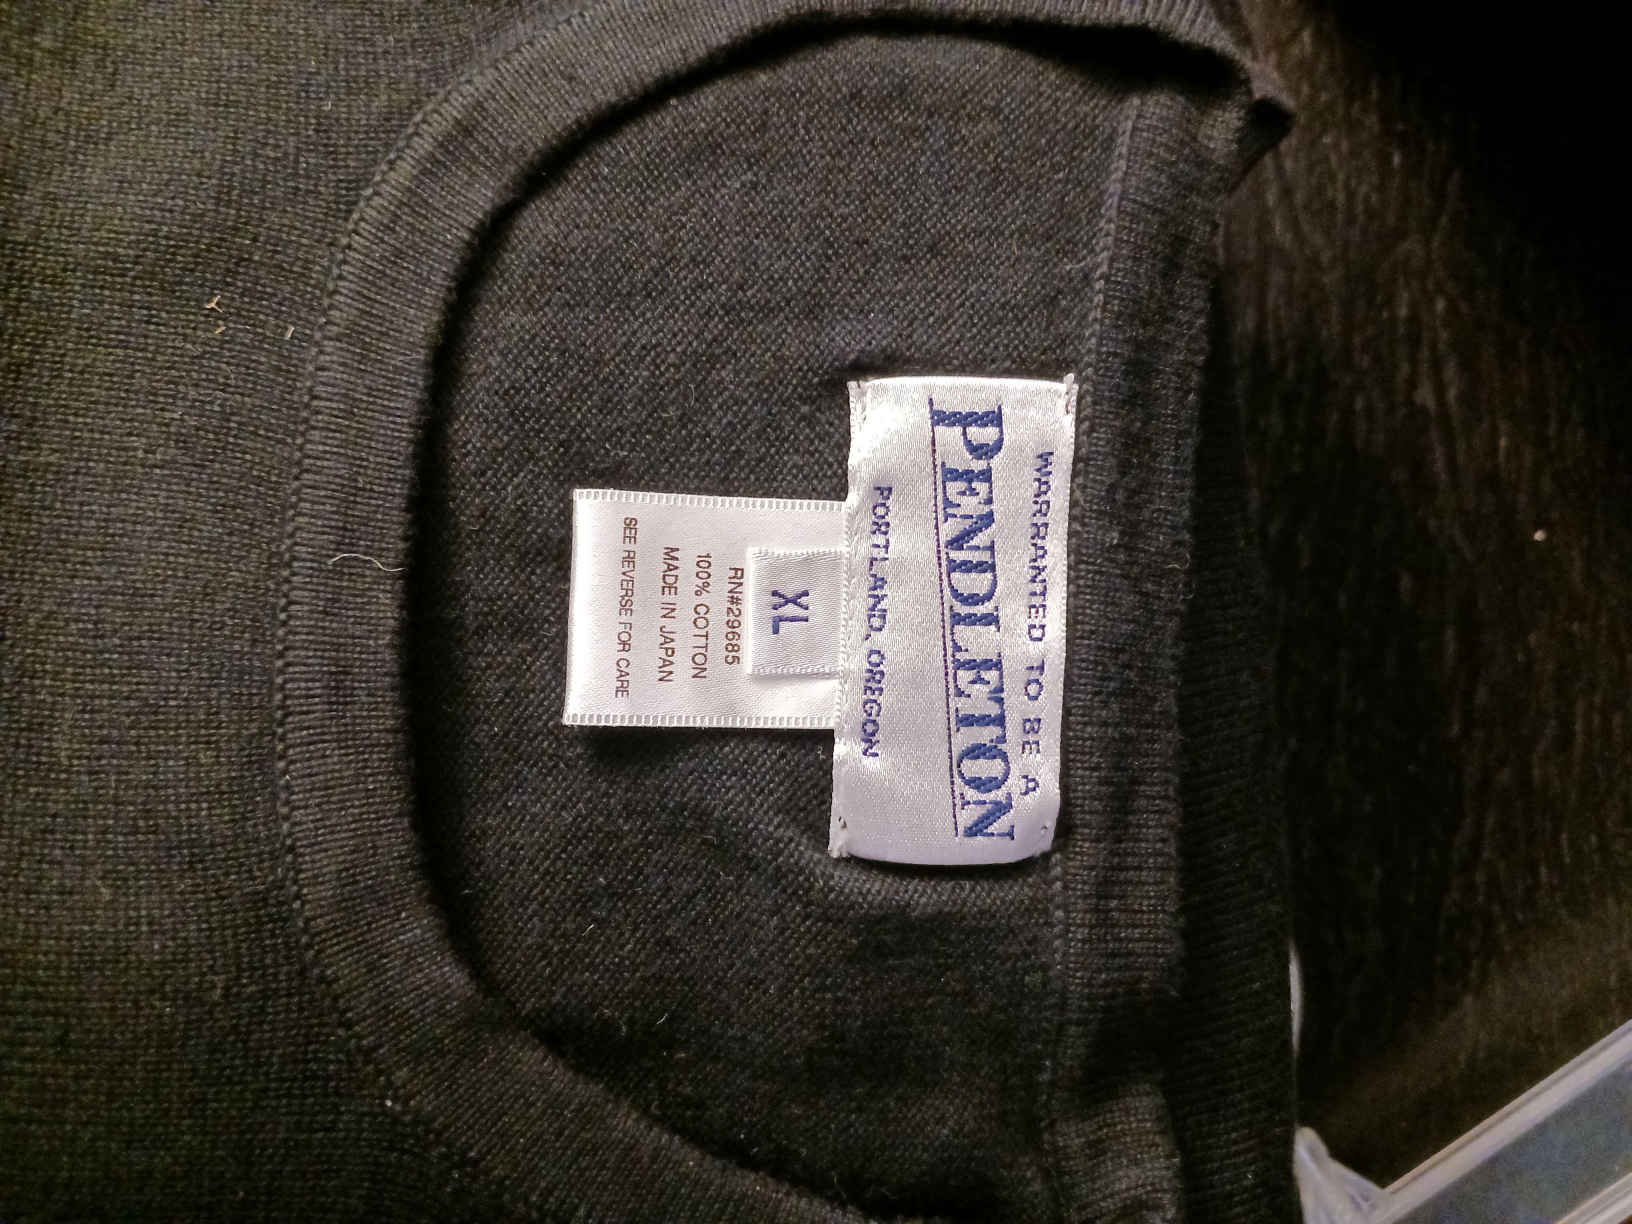 WARRANTED TO BE A
PENDLETON
PORTLAND, OREGON
XL
RN#29685
100% COTTON
MADE IN JAPAN
SEE REVERSE FOR CARE